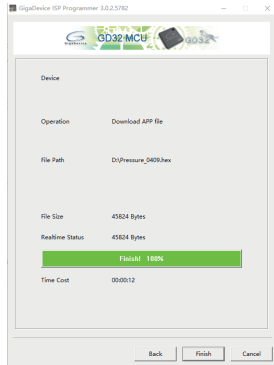 GigaDevice ISP Programmer 3.0.2.5782
GigaDevice
GD32 MCU
GD32
Device
Operation Download APP file
File Path D:\Pressure_0409.hex
File Size 45824 Bytes
Realtime Status 45824 Bytes
Finish! 100%
Time Cost 00:00:12
Back Finish Cancel